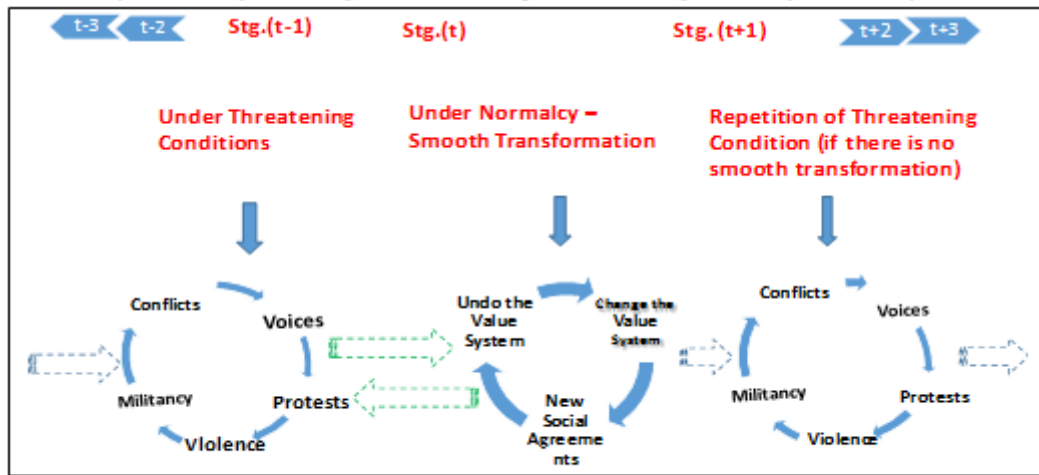 t-3 t-2 Stg.(t-1) Stg.(t) Stg. (t+1) t+2 t+3
Under Threatening
Conditions
Under Normalcy –
Smooth Transformation
Repetition of Threatening
Condition (if there is no
smooth transformation)
Conflicts
Voices
Protests
Violence
Militancy
Undo the
Value
System
Change the
Value
System
New
Social
Agreeme
nts
Conflicts
Voices
Protests
Violence
Militancy